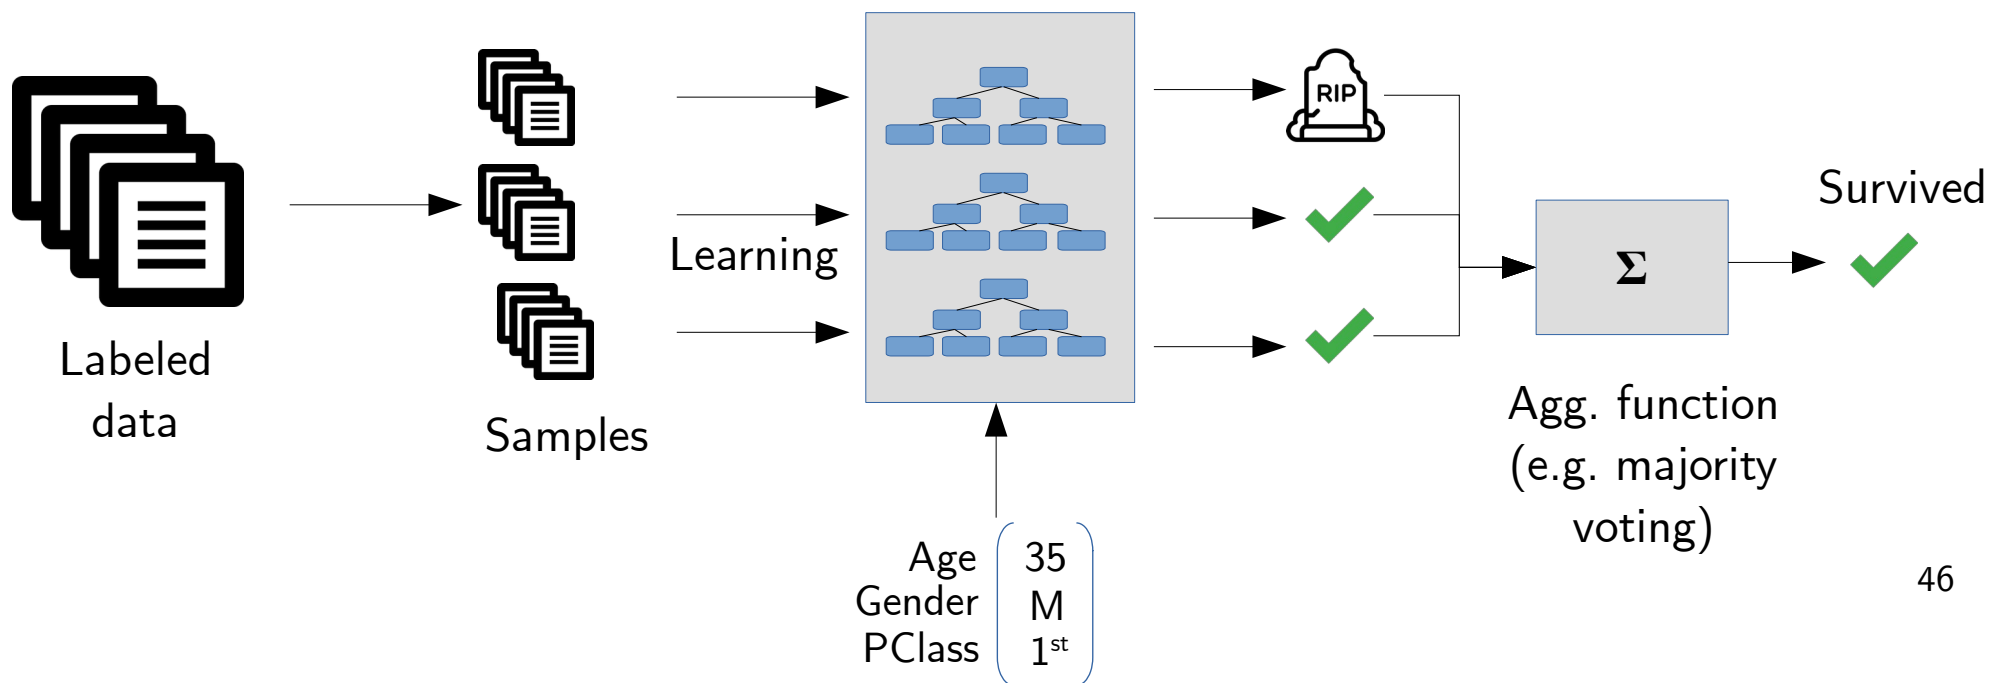 Labeled
data
Samples
Learning
RIP
Σ
Survived
Agg. function
(e.g. majority
voting)
Age 35
Gender M
PClass 1st
46